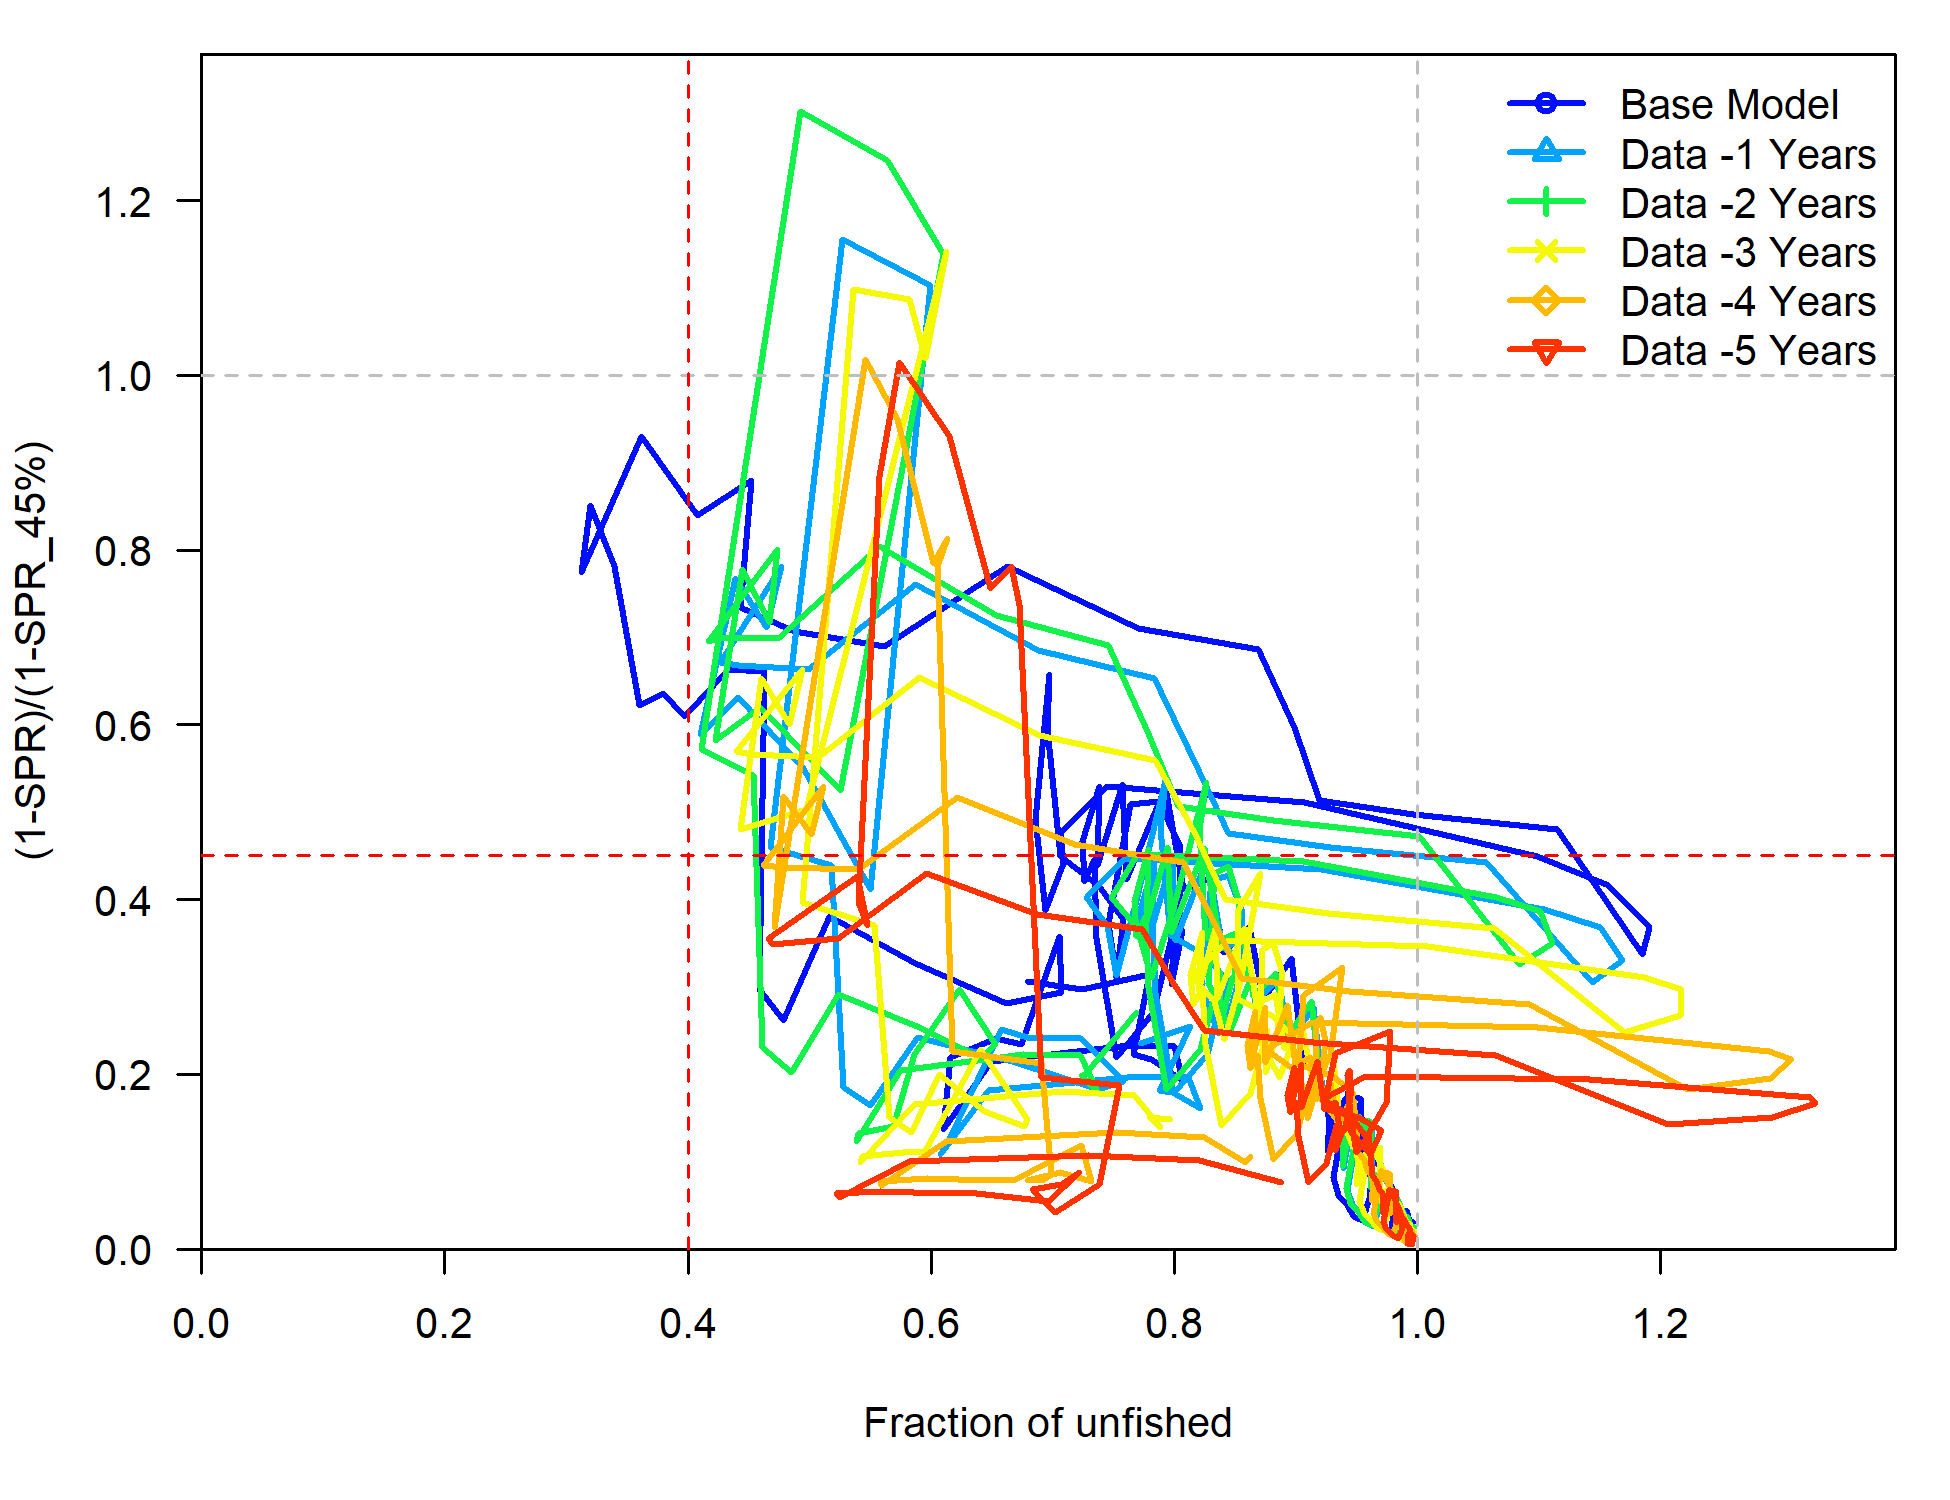 Base Model
Data -1 Years
Data -2 Years
Data -3 Years
Data -4 Years
Data -5 Years
(1-SPR)/(1-SPR_45%)
1.2
1.0
0.8
0.6
0.4
0.2
0.0
0.0 0.2 0.4 0.6 0.8 1.0 1.2
Fraction of unfished